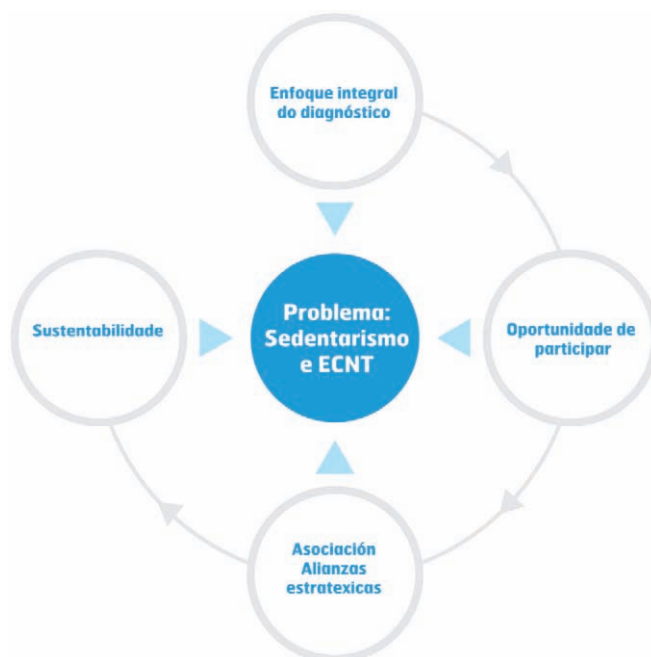 Enfoque integral
do diagnóstico
Sustentabilidade
Problema:
Sedentarismo
e ECNT
Oportunidade de
participar
Asociación
Alianzas
estratexicas